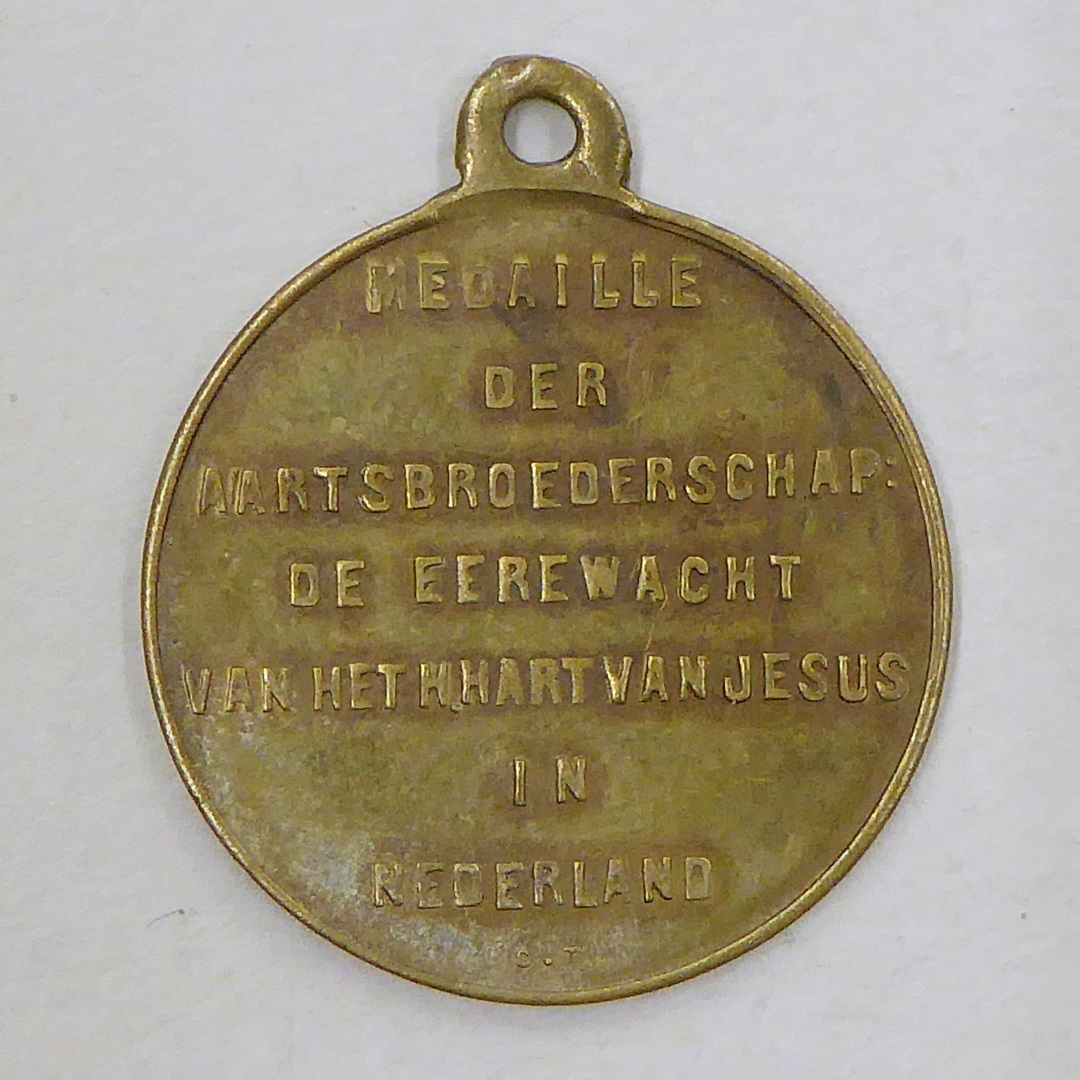 MEDAILLE
DER
AARTSBROEDERSCHAP:
DE EEREWACHT
VAN HET H.HART VAN JESUS
IN
NEDERLAND